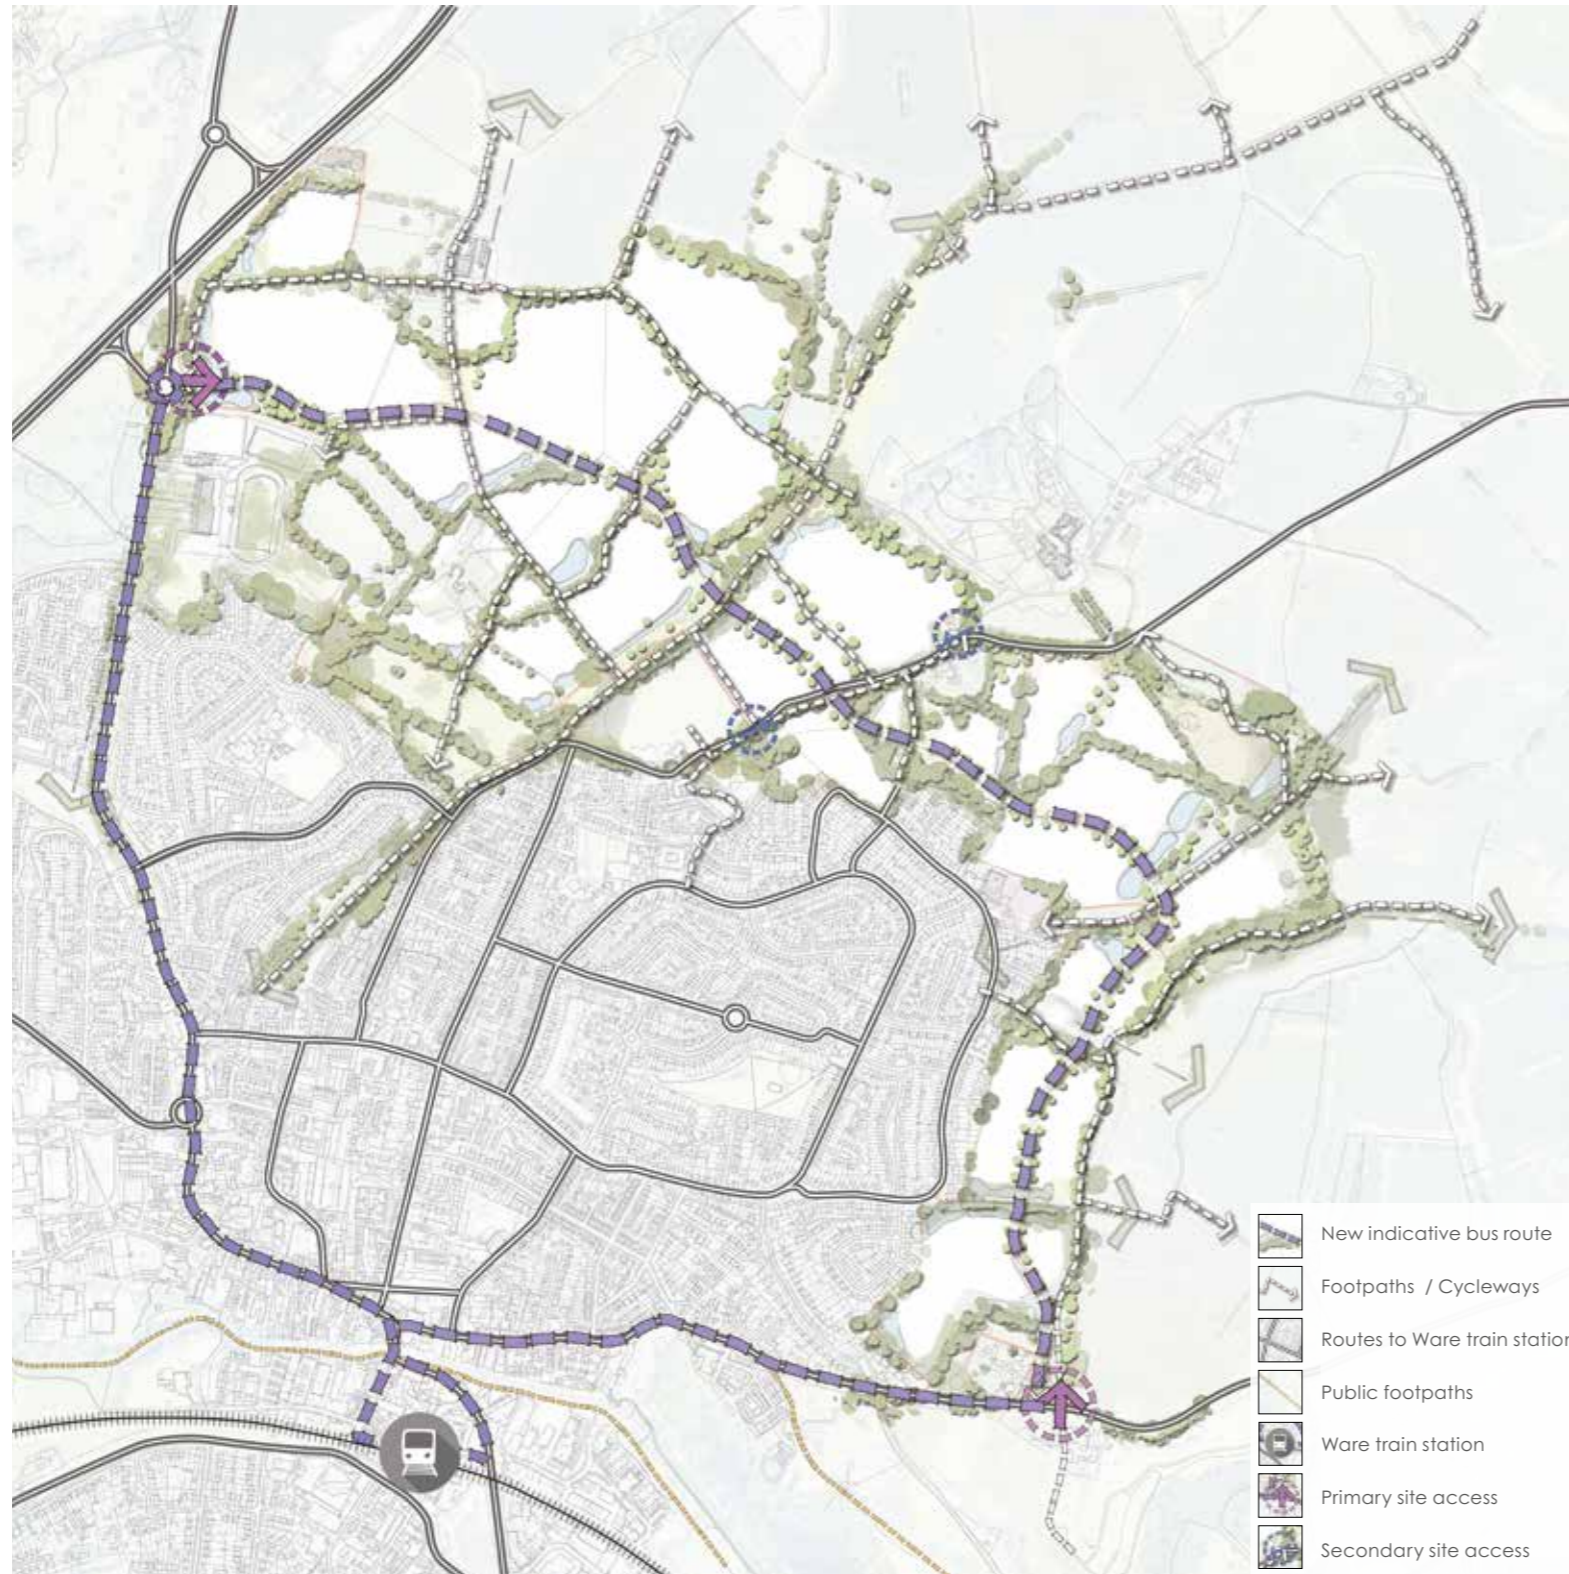 New indicative bus route
Footpaths / Cycleways
Routes to Ware train station
Public footpaths
Ware train station
Primary site access
Secondary site access